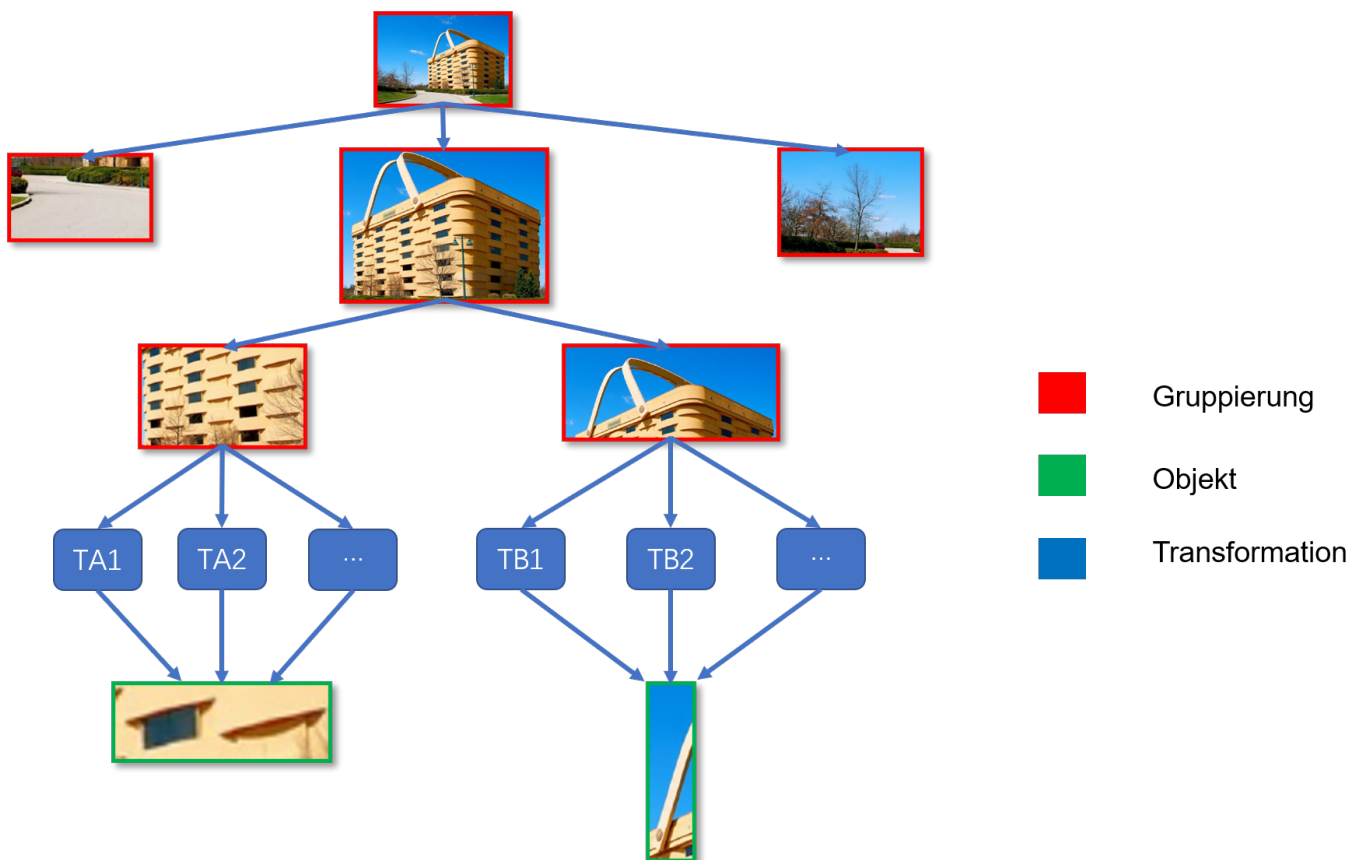 Gruppierung
Objekt
TA1 TA2 ... TB1 TB2 ...
Transformation